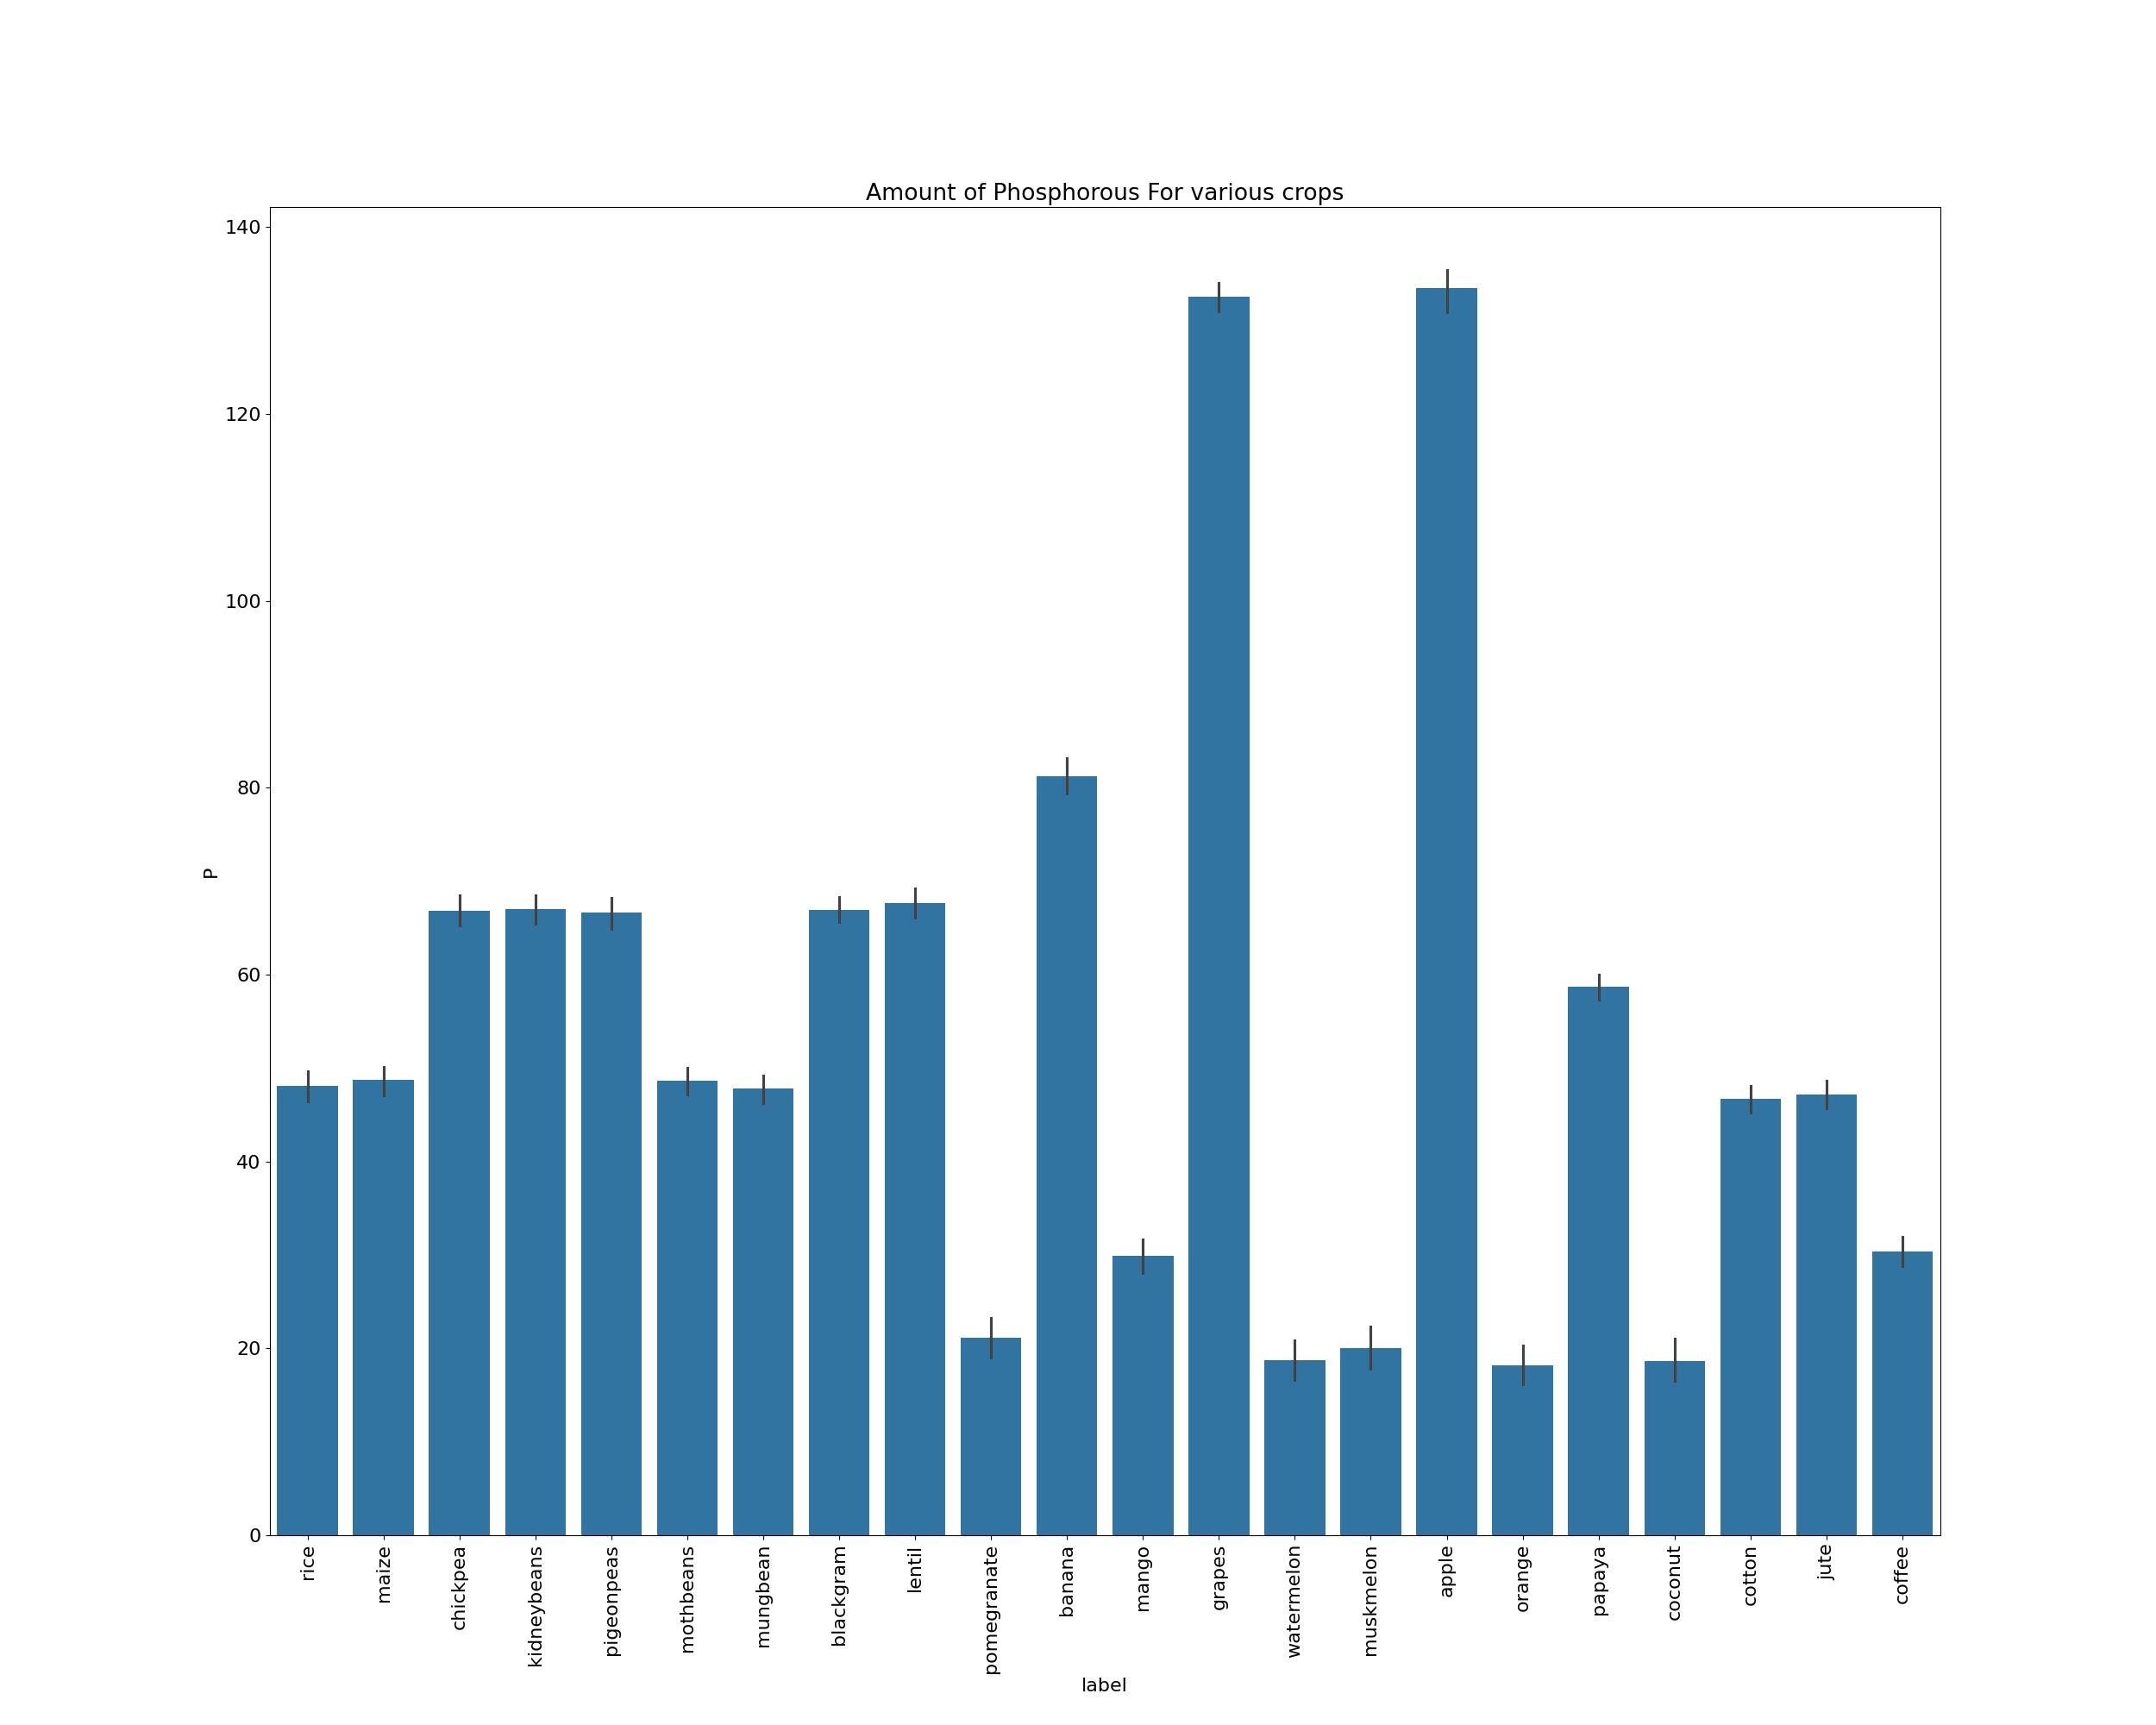 Amount of Phosphorous For various crops
140
120
100
80
60
40
20
0
P
rice
maize
chickpea
kidneybeans
pigeonpeas
mothbeans
mungbean
blackgram
lentil
pomegranate
banana
mango
grapes
watermelon
muskmelon
apple
orange
papaya
coconut
cotton
jute
coffee
label